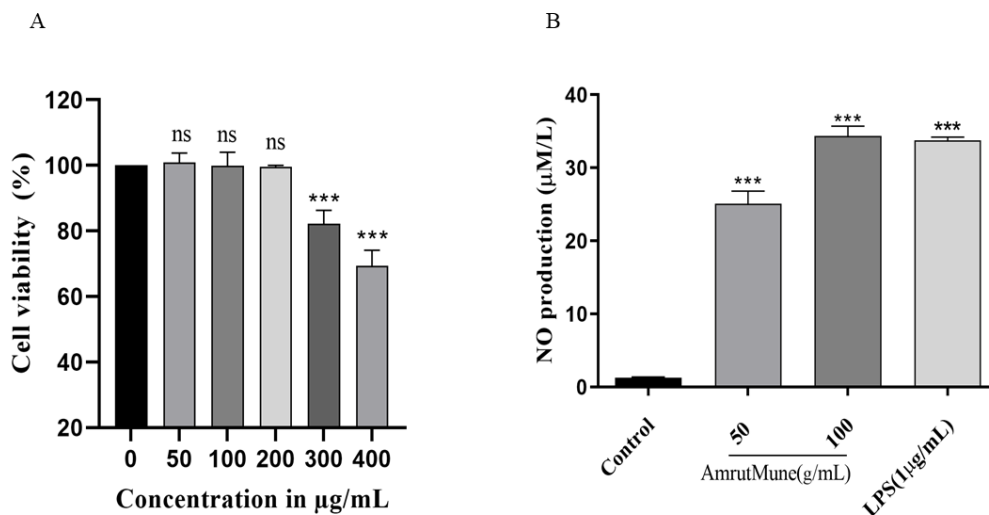 A
B
120
100
80
60
40
20
Cell viability (%)
ns
ns
ns
***
***
0 50 100 200 300 400
Concentration in µg/mL
40
30
20
10
0
NO production (µM/L)
***
***
***
Control
50
100
AmrutMune(g/mL)
LPS(1µg/mL)